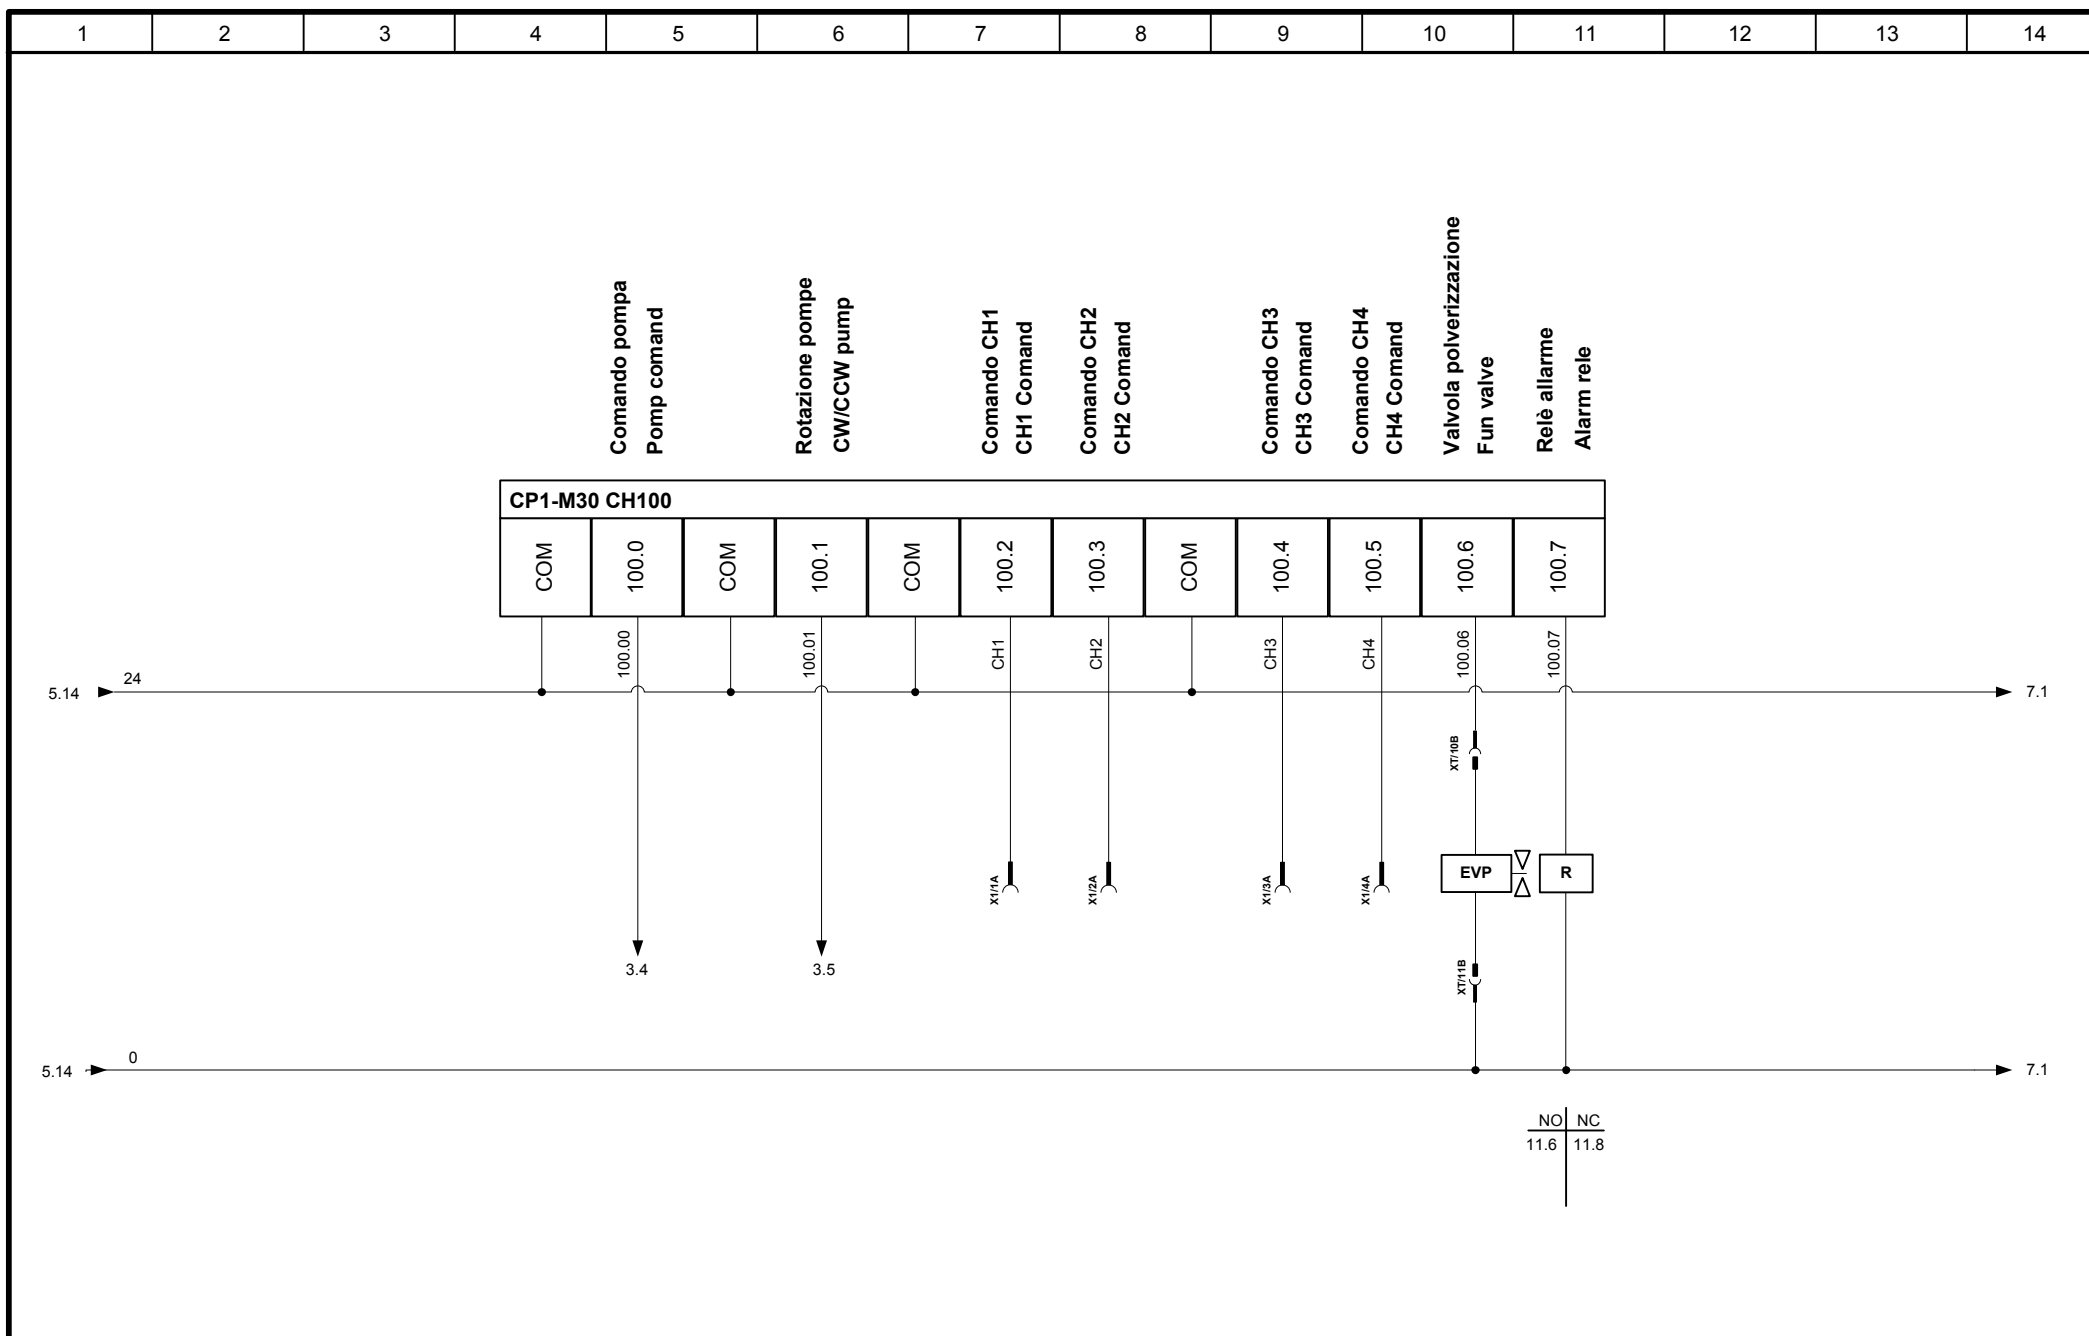 1 2 3 4 5 6 7 8 9 10 11 12 13 14
Comando pompa
Pomp comand
Rotazione pompe
CW/CCW pump
Comando CH1
CH1 Comand
Comando CH2
CH2 Comand
Comando CH3
CH3 Comand
Comando CH4
CH4 Comand
Valvola polverizzazione
Fun valve
Relè allarme
Alarm rele
CP1-M30 CH100
COM 100.0 COM 100.1 COM 100.2 100.3 COM 100.4 100.5 100.6 100.7
100.00 100.01 CH1 CH2 CH3 CH4 100.06 100.07
5.14 24 7.1
XT/10B
X1/1A X1/2A X1/3A X1/4A EVP R
3.4 3.5 XT/11B
5.14 0 7.1
NO NC
11.6 11.8